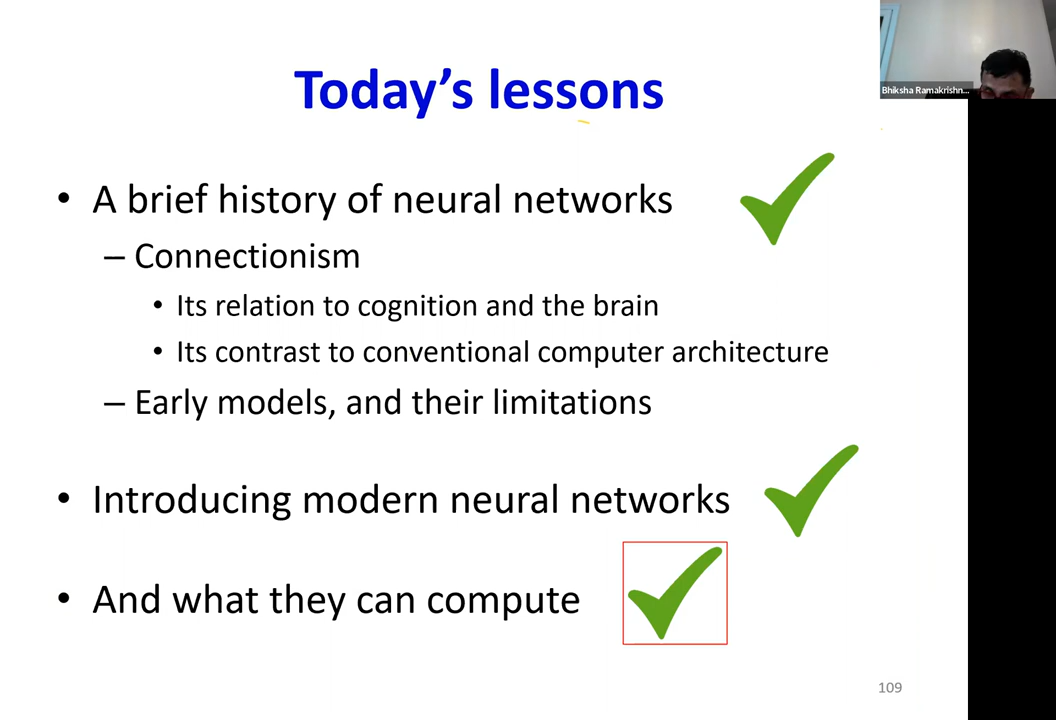 Today's lessons
Bhiksha Ramakrishn...
• A brief history of neural networks
– Connectionism
• Its relation to cognition and the brain
• Its contrast to conventional computer architecture
– Early models, and their limitations
• Introducing modern neural networks
• And what they can compute
109